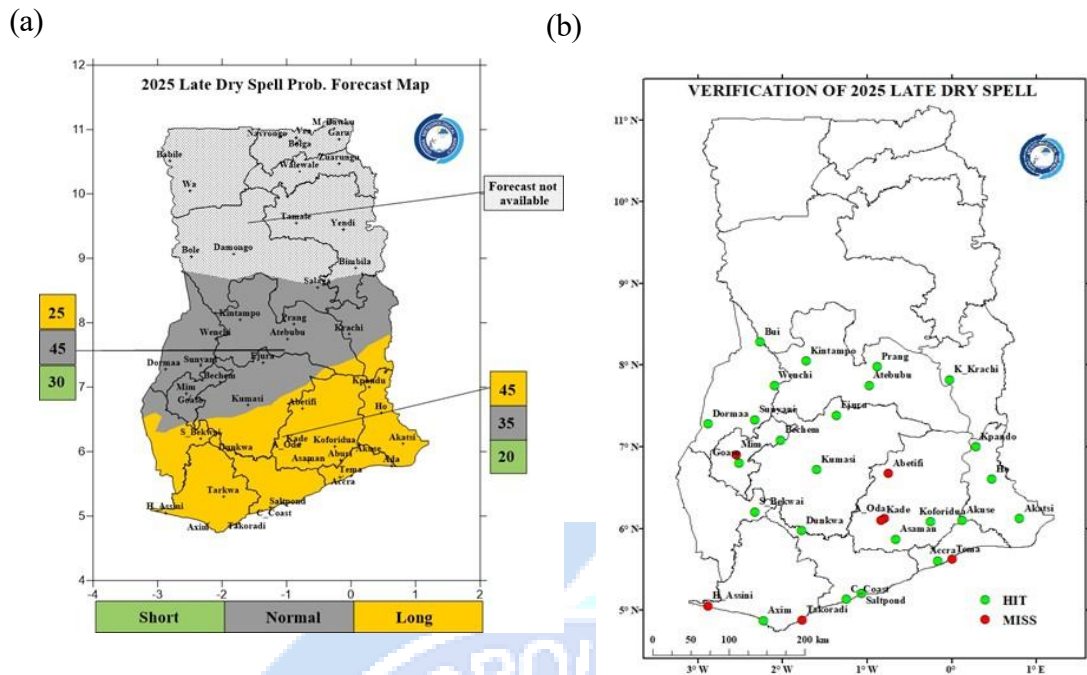 (a)
(b)
2025 Late Dry Spell Prob. Forecast Map
12
11
10
9
8
7
6
5
4
-4
-3
-2
-1
0
1
2
M_Bawku
Navrongo
Vea
Garu
Bolga
Zuarungu
Babile
Walewale
Wa
Tamale
Yendi
Bole
Damongo
Bimbila
Salaga
Kintampo
Prang
Wenchi
Atebubu
Krachi
Dormaa
Sunyani
Ejura
Bechem
Mim
Goaso
Kumasi
Abetifi
Kpandu
Ho
S_Bekwai
Dunkwa
A_Oda
Kade
Koforidua
Akatsi
Asaman
Aburi
Akuse
Ada
Tema
Accra
Tarkwa
Saltpond
H_Assini
C_Coast
Axim
Takoradi
Forecast not
available
25
45
30
45
35
20
Short
Normal
Long
VERIFICATION OF 2025 LATE DRY SPELL
11° N
10° N
9° N
8° N
7° N
6° N
5° N
3° W
2° W
1° W
0°
1° E
Bui
Kintampo
Prang
Wenchi
Atebubu
K_Krachi
Dormaa
Sunyani
Ejura
Bechem
Kpando
Mim
Goaso
Kumasi
Abetifi
Ho
S_Bekwai
Dunkwa
A_Oda
Kade
Koforidua
Akuse
Akatsi
Asaman
Accra
Tema
H_Assini
C_Coast
Saltpond
Axim
Takoradi
HIT
MISS
0
50
100
200 km